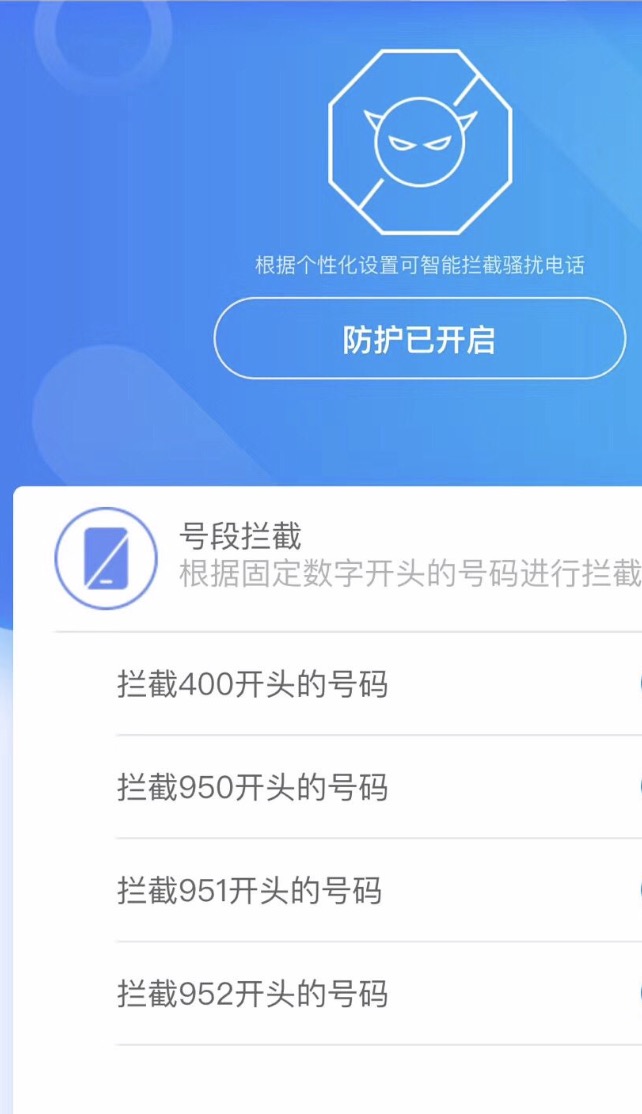 根据个性化设置可智能拦截骚扰电话
防护已开启
号段拦截
根据固定数字开头的号码进行拦截
拦截400开头的号码
拦截950开头的号码
拦截951开头的号码
拦截952开头的号码